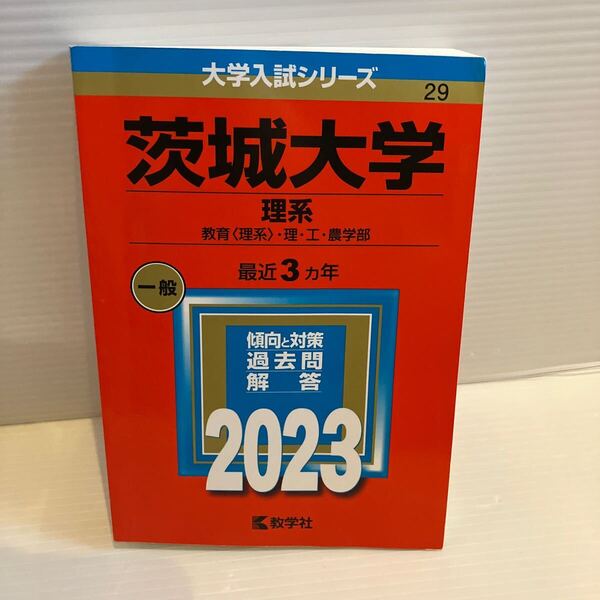 大学入試シリーズ
29
茨城大学
理系
教育〈理系〉・理・工・農学部
最近3ヵ年
一般
傾向と対策
過去問
解答
2023
教学社